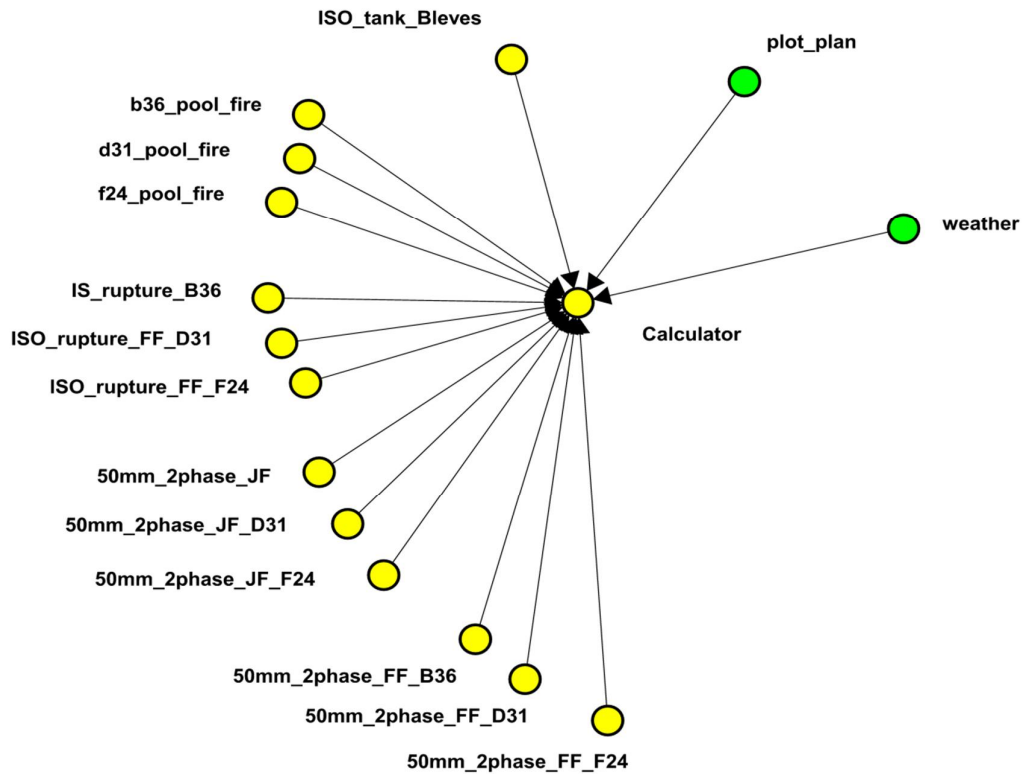 ISO_tank_Bleves
plot_plan
b36_pool_fire
d31_pool_fire
f24_pool_fire
weather
IS_rupture_B36
ISO_rupture_FF_D31
Calculator
ISO_rupture_FF_F24
50mm_2phase_JF
50mm_2phase_JF_D31
50mm_2phase_JF_F24
50mm_2phase_FF_B36
50mm_2phase_FF_D31
50mm_2phase_FF_F24